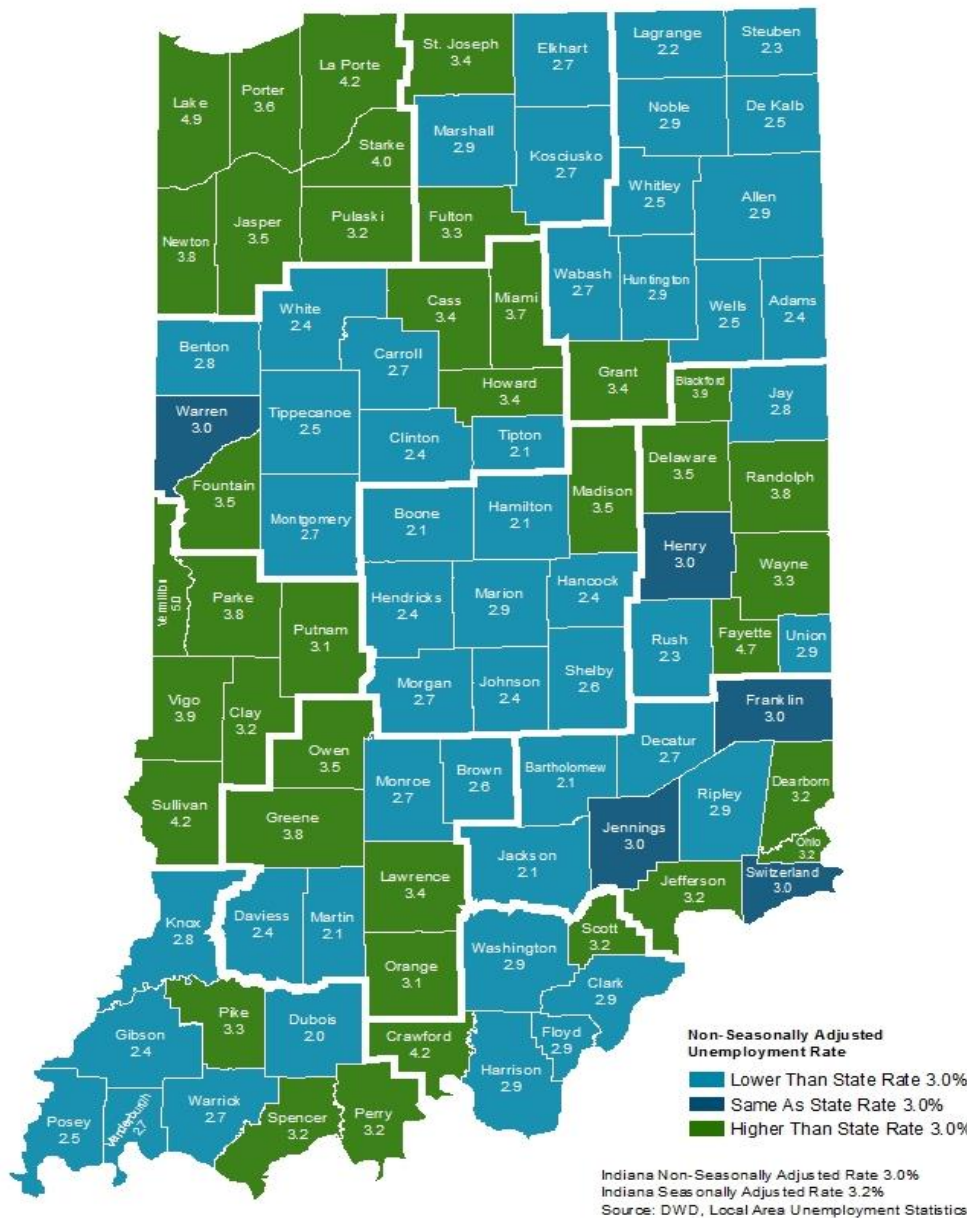 St. Joseph
3.4
Elkhart
2.7
Lagrange
2.2
Steuben
2.3
La Porte
4.2
Porter
3.6
Lake
4.9
Noble
2.9
De Kalb
2.5
Marshall
2.9
Starke
4.0
Kosciusko
2.7
Whitley
2.5
Allen
2.9
Newton
3.8
Jasper
3.5
Pulaski
3.2
Fulton
3.3
Wabash
2.7
Huntington
2.9
Wells
2.5
Adams
2.4
White
2.4
Cass
3.4
Miami
3.7
Benton
2.8
Carroll
2.7
Howard
3.4
Grant
3.4
Blackford
3.9
Jay
2.8
Warren
3.0
Tippecanoe
2.5
Clinton
2.4
Tipton
2.1
Fountain
3.5
Montgomery
2.7
Boone
2.1
Hamilton
2.1
Madison
3.5
Delaware
3.5
Randolph
3.8
Henry
3.0
Wayne
3.3
Vermillion
5.0
Parke
3.8
Putnam
3.1
Hendricks
2.4
Marion
2.9
Hancock
2.4
Rush
2.3
Fayette
4.7
Union
2.9
Vigo
3.9
Clay
3.2
Morgan
2.7
Johnson
2.4
Shelby
2.6
Franklin
3.0
Owen
3.5
Monroe
2.7
Brown
2.6
Bartholomew
2.1
Decatur
2.7
Sullivan
4.2
Greene
3.8
Ripley
2.9
Dearborn
3.2
Jennings
3.0
Ohio
3.2
Jackson
2.1
Lawrence
3.4
Jefferson
3.2
Switzerland
3.0
Knox
2.8
Daviess
2.4
Martin
2.1
Orange
3.1
Washington
2.9
Scott
3.2
Clark
2.9
Gibson
2.4
Pike
3.3
Dubois
2.0
Crawford
4.2
Floyd
2.9
Harrison
2.9
Posey
2.5
Vanderburgh
2.7
Warrick
2.7
Spencer
3.2
Perry
3.2
Non-Seasonally Adjusted
Unemployment Rate
Lower Than State Rate 3.0%
Same As State Rate 3.0%
Higher Than State Rate 3.0%
Indiana Non-Seasonally Adjusted Rate 3.0%
Indiana Seasonally Adjusted Rate 3.2%
Source: DWD, Local Area Unemployment Statistics